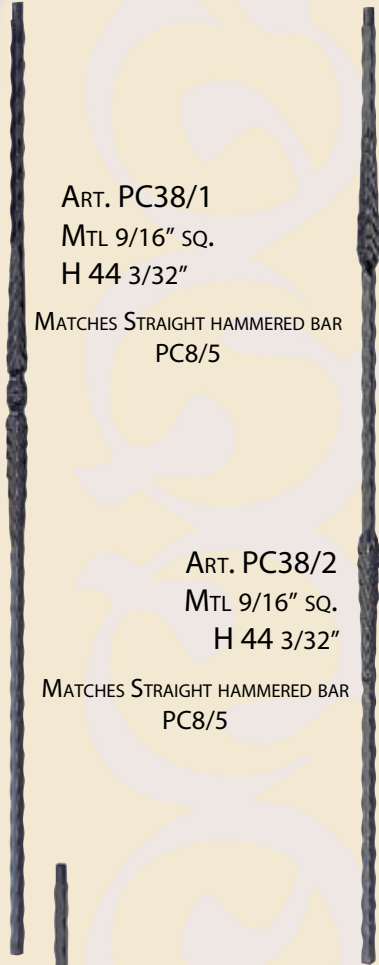 Art. PC38/1
Mtl 9/16” sq.
H 44 3/32”
Matches Straight hammered bar
PC8/5
Art. PC38/2
Mtl 9/16” sq.
H 44 3/32”
Matches Straight hammered bar
PC8/5